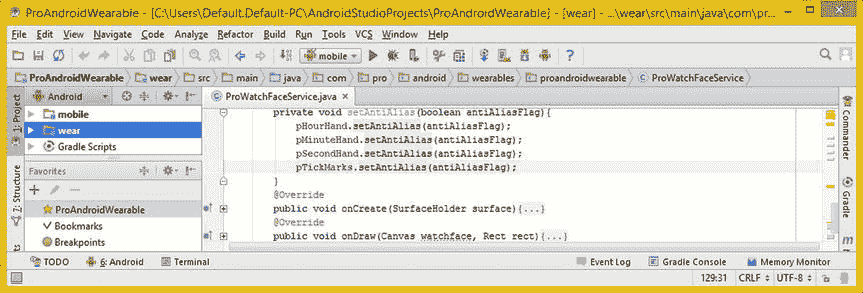 ProAndroidWearable - [C:\Users\Default.Default-PC\AndroidStudioProjects\ProAndroidWearable] - [wear] - ...\wear\src\main\java\com\pr...
File Edit View Navigate Code Analyze Refactor Build Run Tools VCS Window Help
mobile
ProAndroidWearable wear src main java com pro android wearables proandroidwearable ProWatchFaceService
1: Project
Android
ProWatchFaceService.java
mobile
wear
Gradle Scripts
Favorites
ProAndroidWearable
Bookmarks
Breakpoints
7: Structure
private void setAntiAlias(boolean antiAliasFlag){
pHourHand.setAntiAlias(antiAliasFlag);
pMinuteHand.setAntiAlias(antiAliasFlag);
pSecondHand.setAntiAlias(antiAliasFlag);
pTickMarks.setAntiAlias(antiAliasFlag);
}
@Override
public void onCreate(SurfaceHolder surface){...}
@Override
public void onDraw(Canvas watchface, Rect rect){...}
Commander
Gradle
m
TODO 6: Android Terminal Event Log Gradle Console Memory Monitor
129:31 CRLF UTF-8